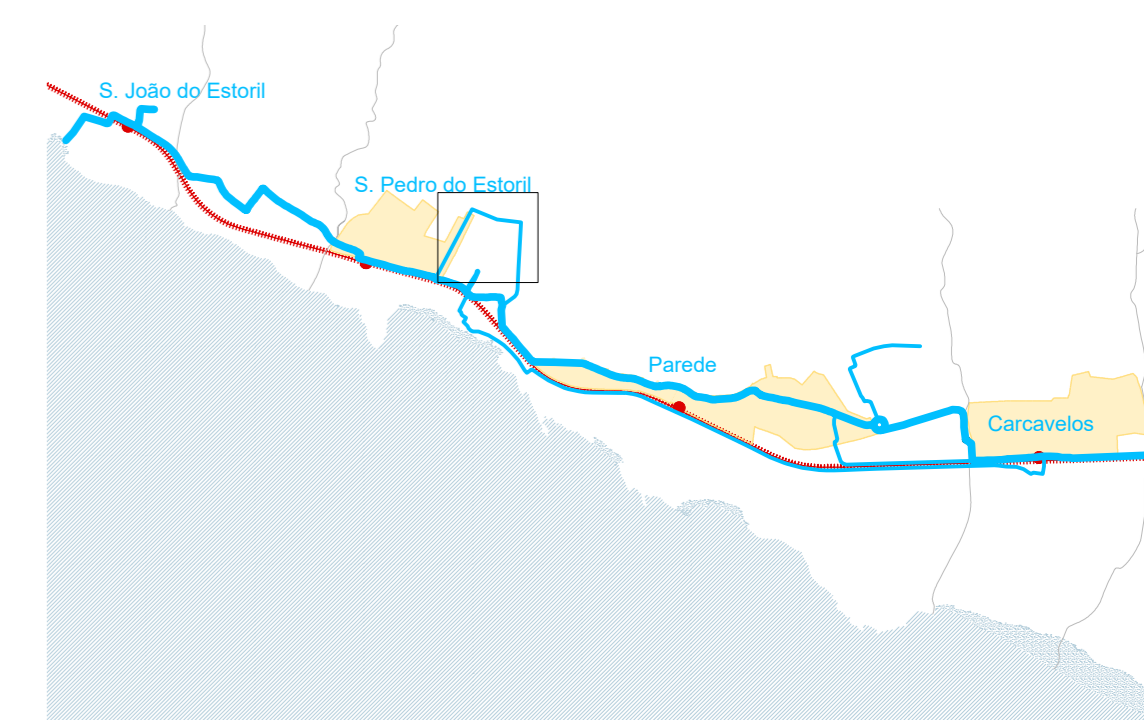 S. João do Estoril
S. Pedro do Estoril
Parede
Carcavelos